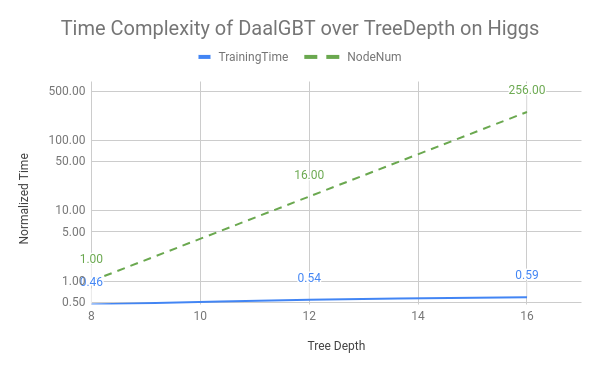 Time Complexity of DaalGBT over TreeDepth on Higgs
TrainingTime NodeNum
500.00
256.00
100.00
50.00
16.00
10.00
5.00
1.00
1.00
0.46
0.54
0.59
0.50
Normalized Time
8 10 12 14 16
Tree Depth